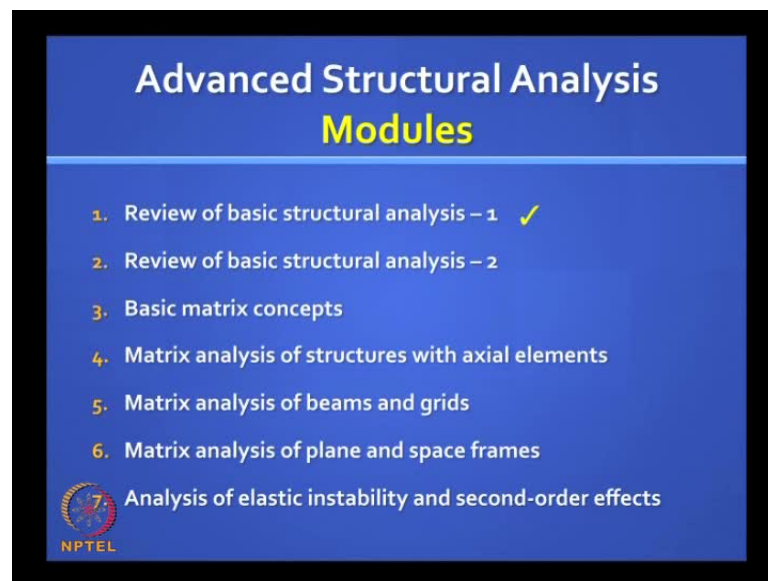 Advanced Structural Analysis
Modules
1. Review of basic structural analysis – 1 ✓
2. Review of basic structural analysis – 2
3. Basic matrix concepts
4. Matrix analysis of structures with axial elements
5. Matrix analysis of beams and grids
6. Matrix analysis of plane and space frames
7. Analysis of elastic instability and second-order effects
NPTEL